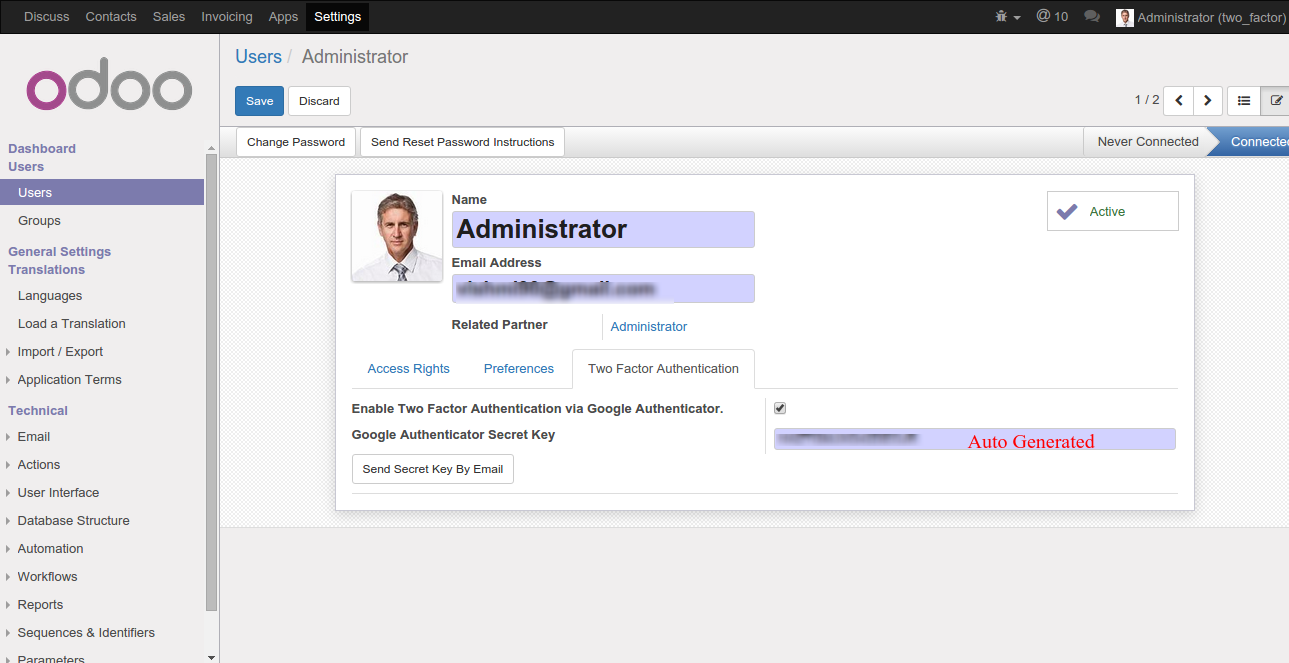 Discuss Contacts Sales Invoicing Apps Settings @ 10 Administrator (two_factor)
odoo
Users / Administrator
Save Discard 1 / 2
Change Password Send Reset Password Instructions Never Connected Connected
Dashboard
Users
Users
Groups
General Settings
Translations
Languages
Load a Translation
Import / Export
Application Terms
Technical
Email
Actions
User Interface
Database Structure
Automation
Workflows
Reports
Sequences & Identifiers
Parameters
Name
Administrator
Active
Email Address
Related Partner Administrator
Access Rights Preferences Two Factor Authentication
Enable Two Factor Authentication via Google Authenticator.
Google Authenticator Secret Key Auto Generated
Send Secret Key By Email